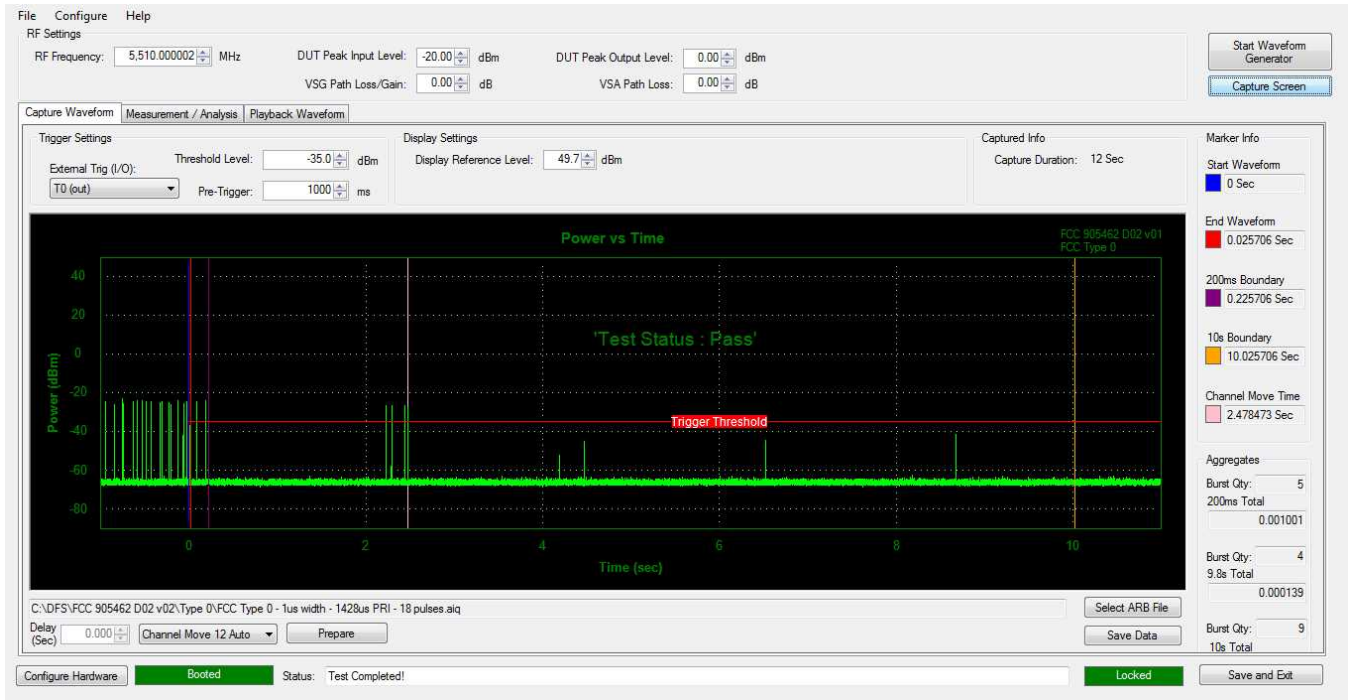 File Configure Help
RF Settings
RF Frequency: 5,510.000002 MHz DUT Peak Input Level: -20.00 dBm DUT Peak Output Level: 0.00 dBm
VSG Path Loss/Gain: 0.00 dB VSA Path Loss: 0.00 dB
Start Waveform
Generator
Capture Screen
Capture Waveform Measurement / Analysis Playback Waveform
Trigger Settings
External Trig (I/O):
T0 (out)
Threshold Level: -35.0 dBm
Pre-Trigger: 1000 ms
Display Settings
Display Reference Level: 49.7 dBm
Captured Info
Capture Duration: 12 Sec
Power vs Time
FCC 905462 D02 v01
FCC Type 0
'Test Status : Pass'
Trigger Threshold
Power (dBm)
40
20
0
-20
-40
-60
-80
0 2 4 6 8 10
Time (sec)
Marker Info
Start Waveform
0 Sec
End Waveform
0.025706 Sec
200ms Boundary
0.225706 Sec
10s Boundary
10.025706 Sec
Channel Move Time
2.478473 Sec
Aggregates
Burst Qty: 5
200ms Total
0.001001
Burst Qty: 4
9.8s Total
0.000139
Burst Qty: 9
10s Total
C:\DFS\FCC 905462 D02 v02\Type 0\FCC Type 0 - 1us width - 1428us PRI - 18 pulses.aiq
Select ARB File
Delay
(Sec) 0.000 Channel Move 12 Auto Prepare Save Data
Configure Hardware Booted Status: Test Completed! Locked Save and Exit